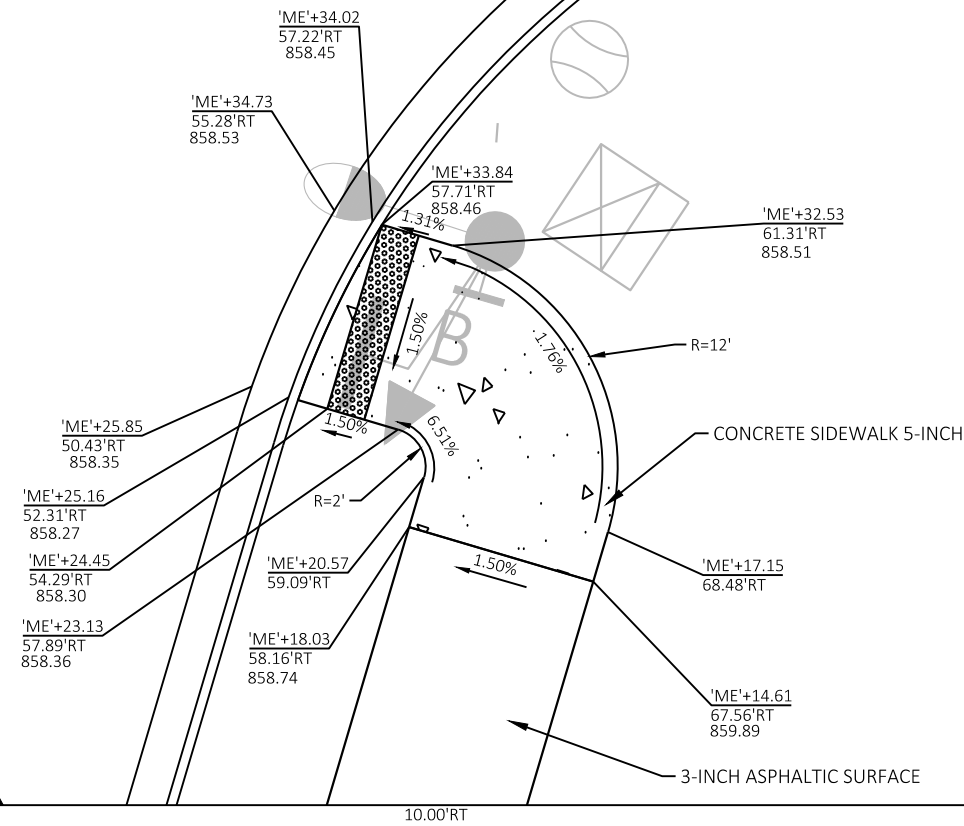 'ME'+34.02
57.22'RT
858.45
'ME'+34.73
55.28'RT
858.53
'ME'+33.84
57.71'RT
858.46
1.31%
'ME'+32.53
61.31'RT
858.51
1.50%
B
1.76%
R=12'
'ME'+25.85
50.43'RT
858.35
1.50%
6.51%
CONCRETE SIDEWALK 5-INCH
'ME'+25.16
52.31'RT
858.27
R=2'
'ME'+24.45
54.29'RT
858.30
'ME'+20.57
59.09'RT
1.50%
'ME'+17.15
68.48'RT
'ME'+23.13
57.89'RT
858.36
'ME'+18.03
58.16'RT
858.74
'ME'+14.61
67.56'RT
859.89
3-INCH ASPHALTIC SURFACE
10.00'RT